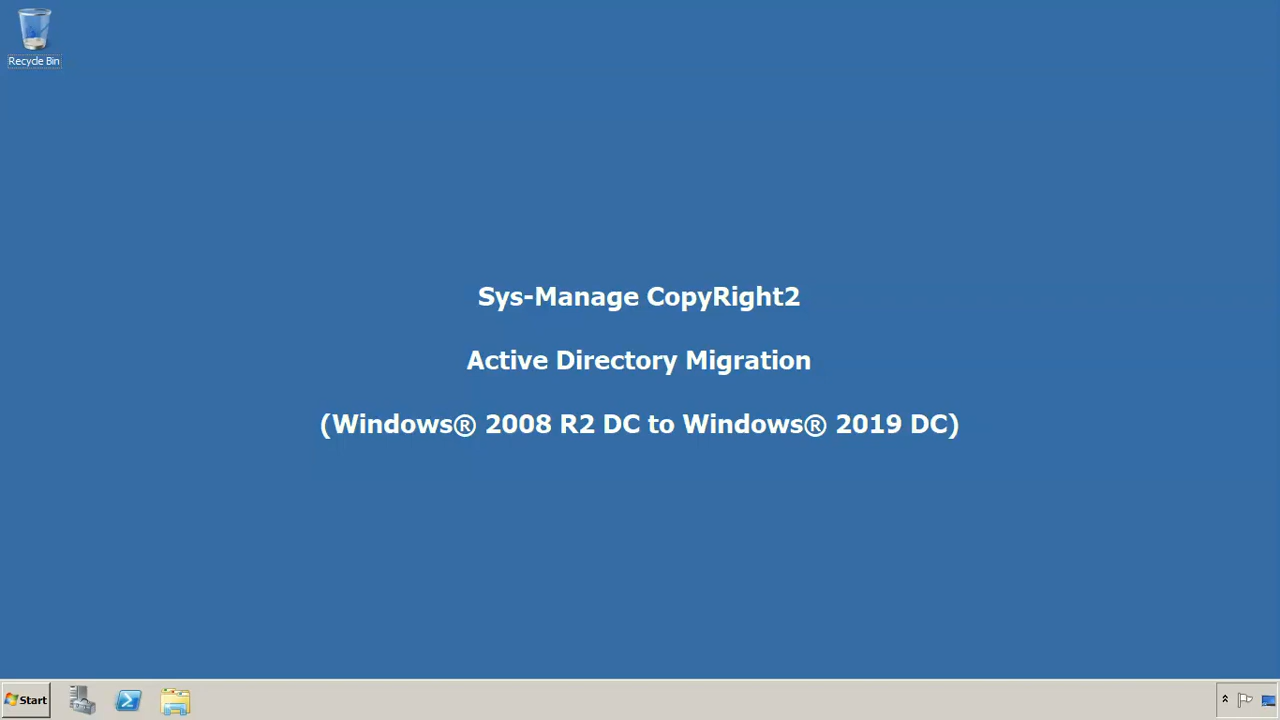 Recycle Bin
Sys-Manage CopyRight2
Active Directory Migration
(Windows® 2008 R2 DC to Windows® 2019 DC)
Start